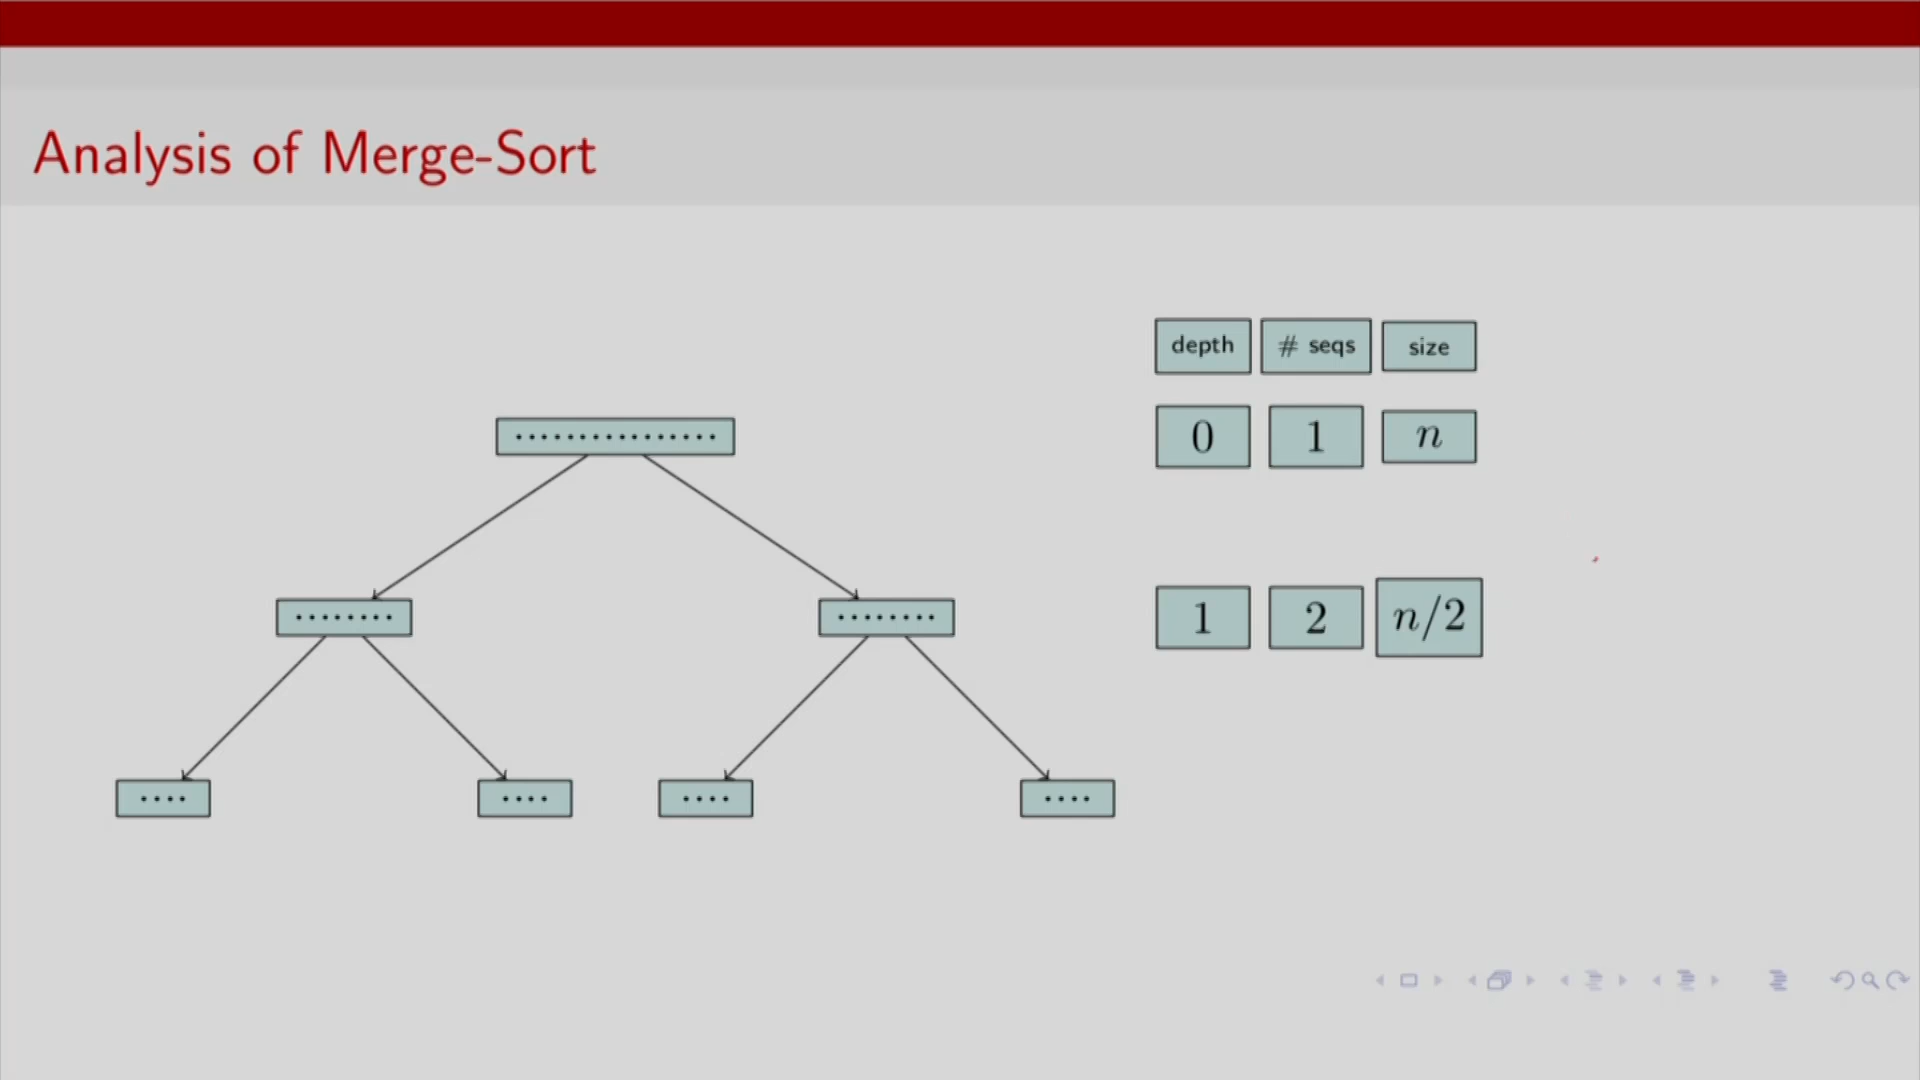 Analysis of Merge-Sort
depth # seqs size
0 1 n
1 2 n/2